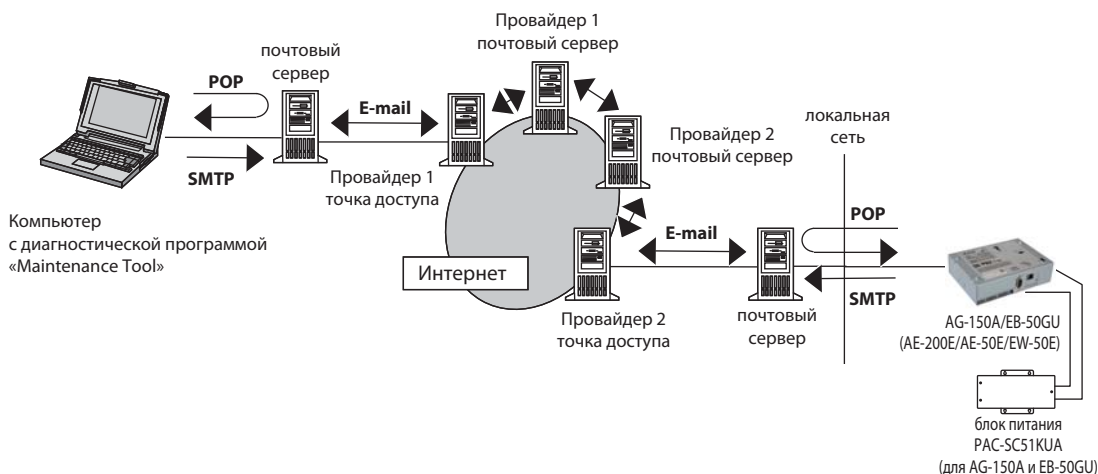 Провайдер 1
почтовый сервер
почтовый
сервер
POP
E-mail
SMTP
Провайдер 1
точка доступа
Компьютер
с диагностической программой
«Maintenance Tool»
Провайдер 2
почтовый сервер
локальная
сеть
Интернет
E-mail
POP
SMTP
Провайдер 2
точка доступа
почтовый
сервер
AG-150A/EB-50GU
(AE-200E/AE-50E/EW-50E)
блок питания
PAC-SC51KUA
(для AG-150A и EB-50GU)